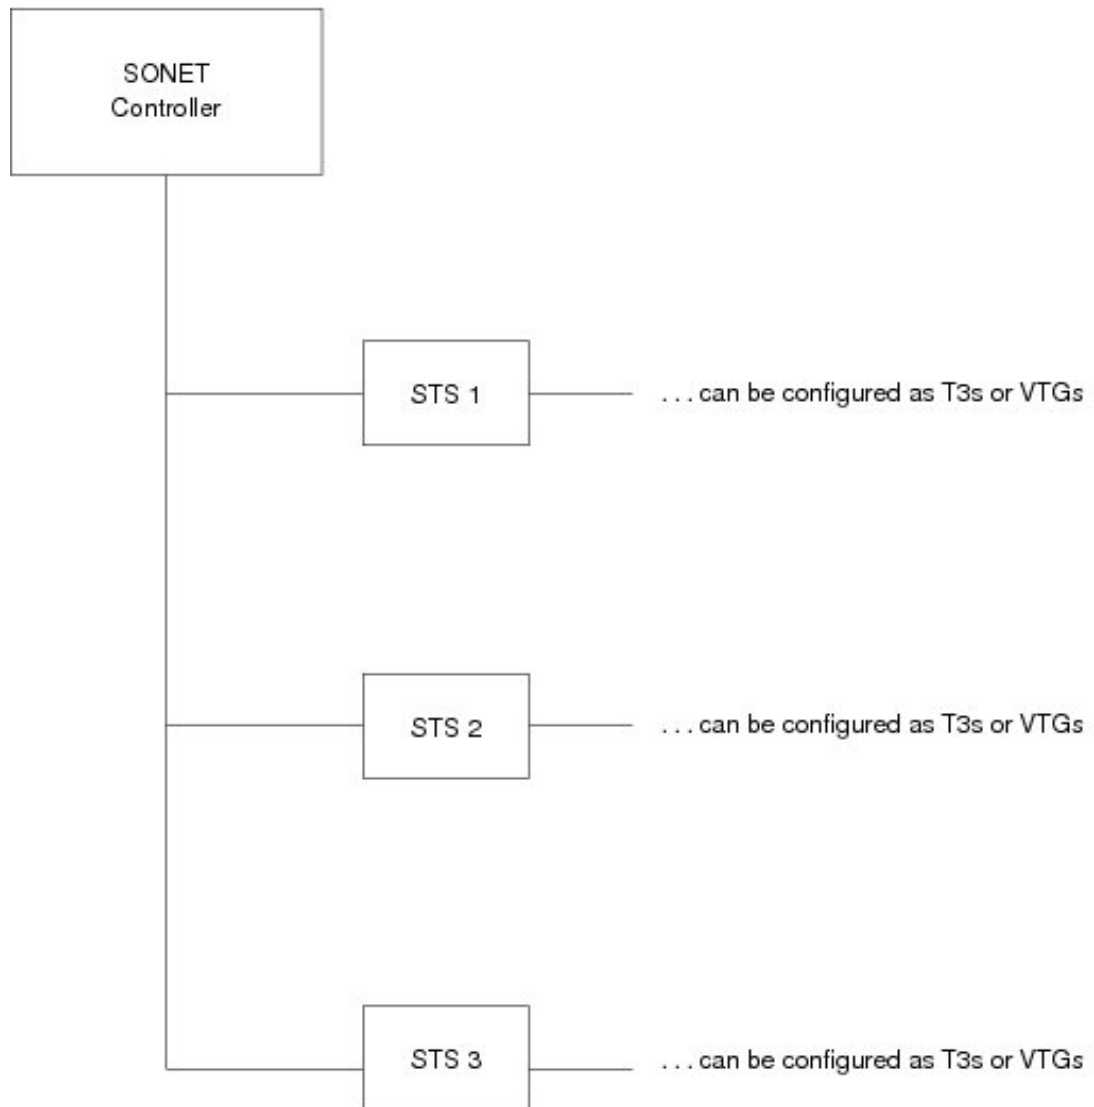 SONET
Controller
STS 1
. . . can be configured as T3s or VTGs
STS 2
. . . can be configured as T3s or VTGs
STS 3
. . . can be configured as T3s or VTGs